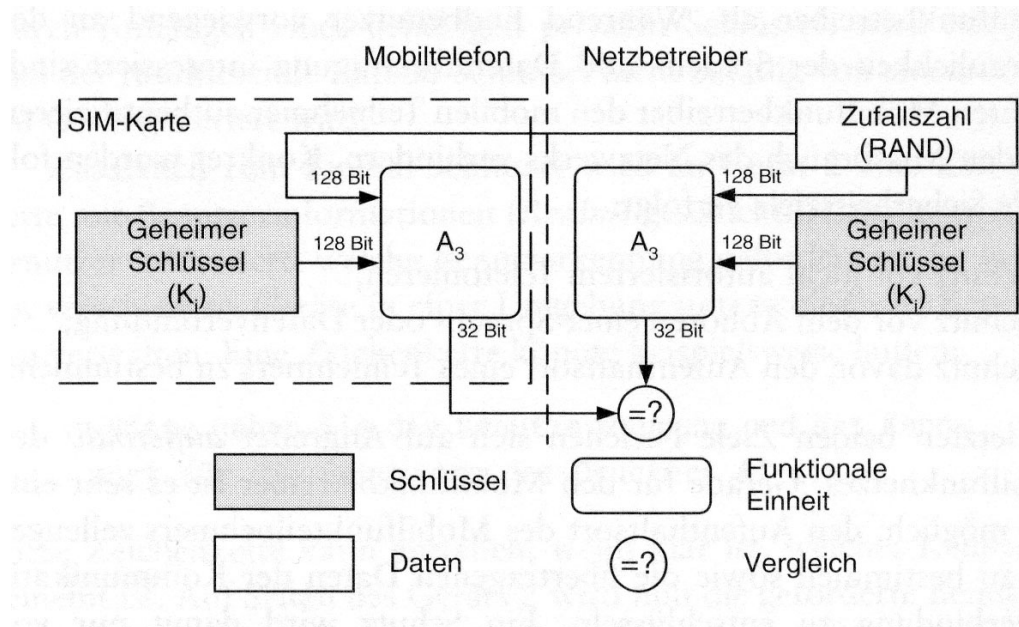 Mobiltelefon
Netzbetreiber
SIM-Karte
Zufallszahl
(RAND)
128 Bit
128 Bit
Geheimer
Schlüssel
(Ki)
128 Bit
A3
A3
128 Bit
Geheimer
Schlüssel
(Ki)
32 Bit
32 Bit
=?
Schlüssel
Funktionale
Einheit
Daten
=?
Vergleich